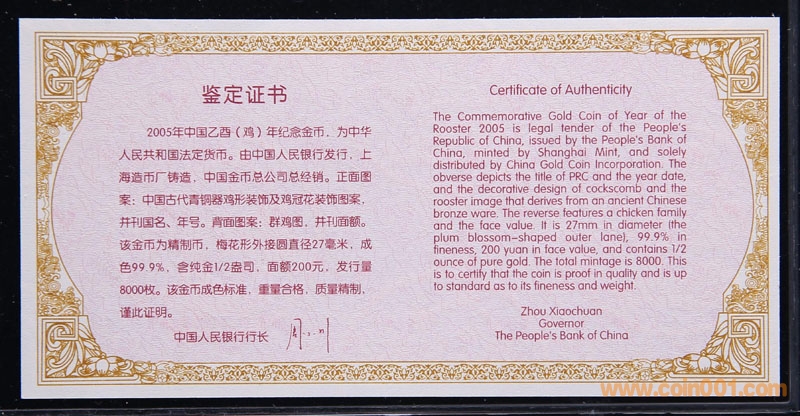 鉴定证书
2005年中国乙酉（鸡）年纪念金币，为中华
人民共和国法定货币。由中国人民银行发行，上
海造币厂铸造，中国金币总公司总经销。正面图
案：中国古代青铜器鸡形装饰及鸡冠花装饰图案，
并刊国名、年号。背面图案：群鸡图，并刊面额。
该金币为精制币，梅花形外接圆直径27毫米，成
色99.9%，含纯金1/2盎司，面额200元，发行量
8000枚。该金币成色标准，重量合格，质量精制，
谨此证明。
中国人民银行行长
Certificate of Authenticity
The Commemorative Gold Coin of Year of the
Rooster 2005 is legal tender of the People's
Republic of China, issued by the People's Bank of
China, minted by Shanghai Mint, and solely
distributed by China Gold Coin Incorporation. The
obverse depicts the title of PRC and the year date,
and the decorative design of cockscomb and the
rooster image that derives from an ancient Chinese
bronze ware. The reverse features a chicken family
and the face value. It is 27mm in diameter (the
plum blossom-shaped outer lane), 99.9% in
fineness, 200 yuan in face value, and contains 1/2
ounce of pure gold. The total mintage is 8000. This
is to certify that the coin is proof in quality and is up
to standard as to its fineness and weight.
Zhou Xiaochuan
Governor
The People's Bank of China
www.coin001.com